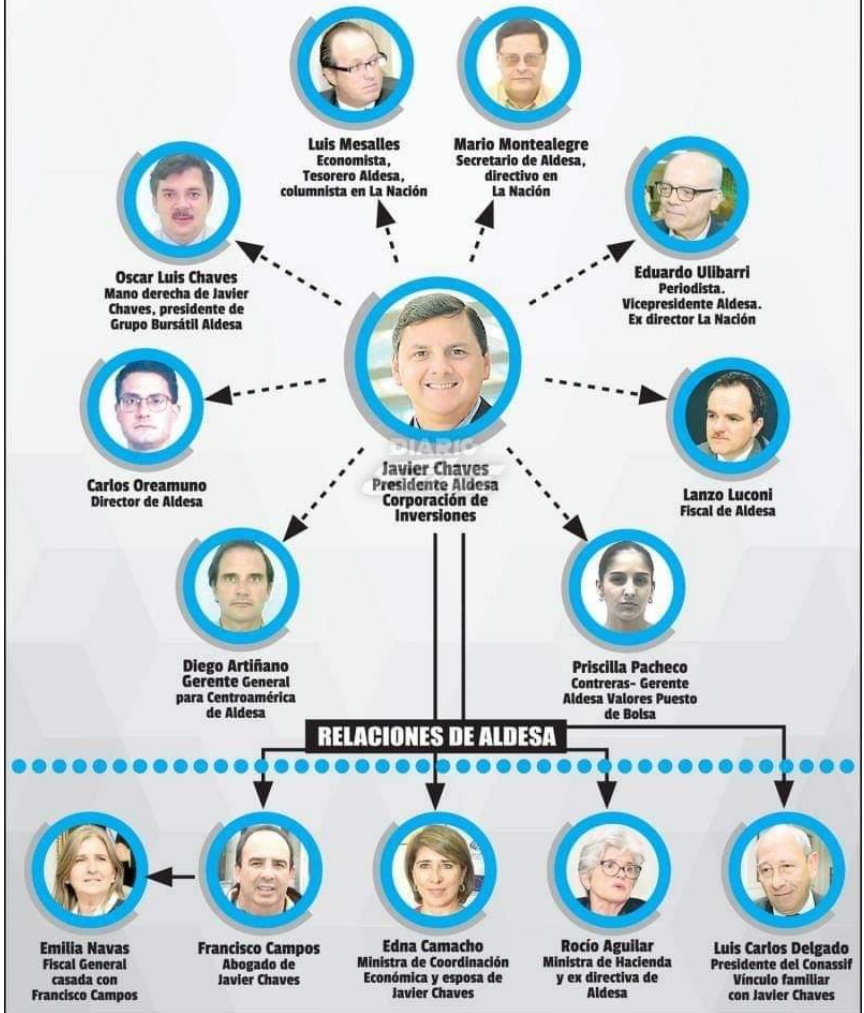 Luis Mesalles
Economista,
Tesorero Aldesa,
columnista en La Nación
Mario Montealegre
Secretario de Aldesa,
directivo en
La Nación
Oscar Luis Chaves
Mano derecha de Javier
Chaves, presidente de
Grupo Bursátil Aldesa
Eduardo Ulibarri
Periodista.
Vicepresidente Aldesa.
Ex director La Nación
Carlos Oreamuno
Director de Aldesa
DIARIO
Javier Chaves
Presidente Aldesa
Corporación de
Inversiones
Lanzo Luconi
Fiscal de Aldesa
Diego Artiñano
Gerente General
para Centroamérica
de Aldesa
Priscilla Pacheco
Contreras- Gerente
Aldesa Valores Puesto
de Bolsa
RELACIONES DE ALDESA
Emilia Navas
Fiscal General
casada con
Francisco Campos
Francisco Campos
Abogado de
Javier Chaves
Edna Camacho
Ministra de Coordinación
Económica y esposa de
Javier Chaves
Rocío Aguilar
Ministra de Hacienda
y ex directiva de
Aldesa
Luis Carlos Delgado
Presidente del Conassif
Vínculo familiar
con Javier Chaves